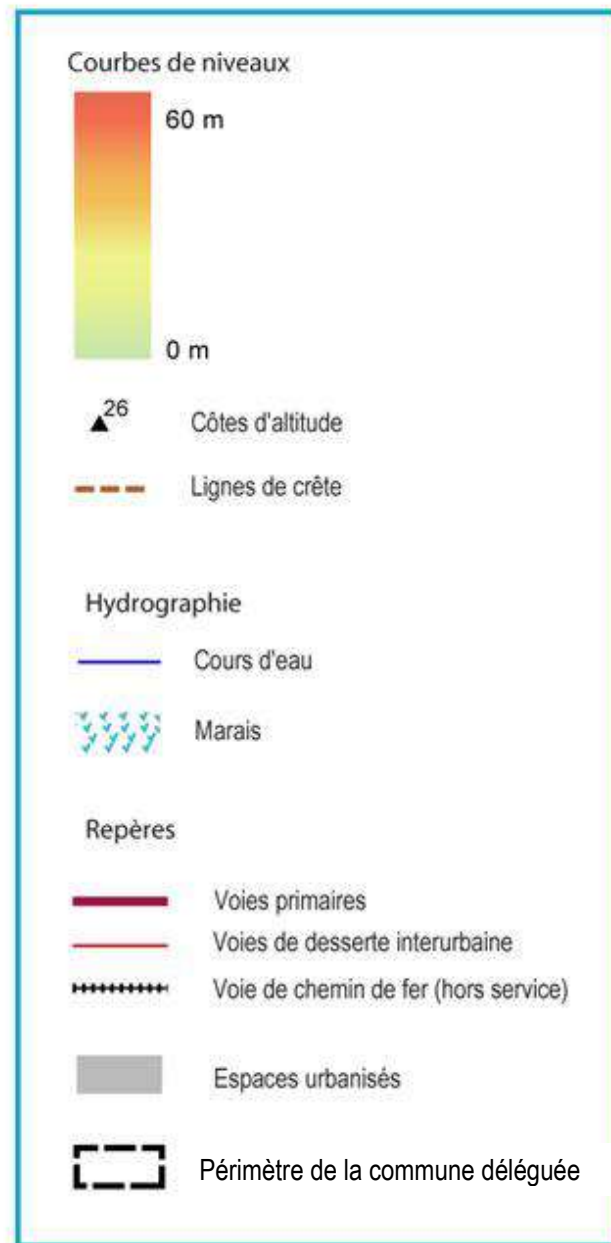 Courbes de niveaux
60 m
0 m
26
Côtes d'altitude
Lignes de crête
Hydrographie
Cours d'eau
Marais
Repères
Voies primaires
Voies de desserte interurbaine
Voie de chemin de fer (hors service)
Espaces urbanisés
Périmètre de la commune déléguée